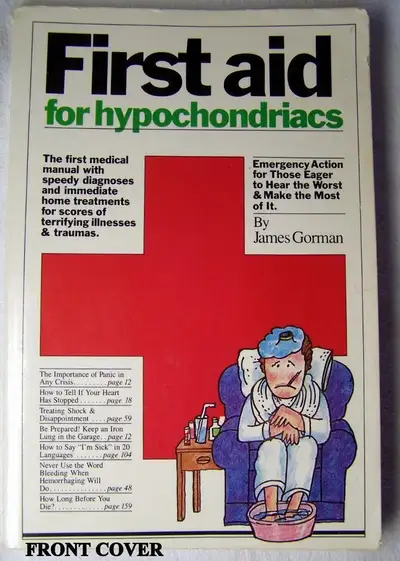 First aid
for hypochondriacs
The first medical
manual with
speedy diagnoses
and immediate
home treatments
for scores of
terrifying illnesses
& traumas.
Emergency Action
for Those Eager
to Hear the Worst
& Make the Most
of It.
By
James Gorman
The Importance of Panic in
Any Crisis.........page 12
How to Tell If Your Heart
Has Stopped.......page 18
Treating Shock &
Disappointment....page 59
Be Prepared! Keep an Iron
Lung in the Garage..page 12
How to Say "I'm Sick" in 20
Languages.......page 104
Never Use the Word
Bleeding When
Hemorrhaging Will
Do...............page 48
How Long Before You
Die?.............page 159
FRONT COVER